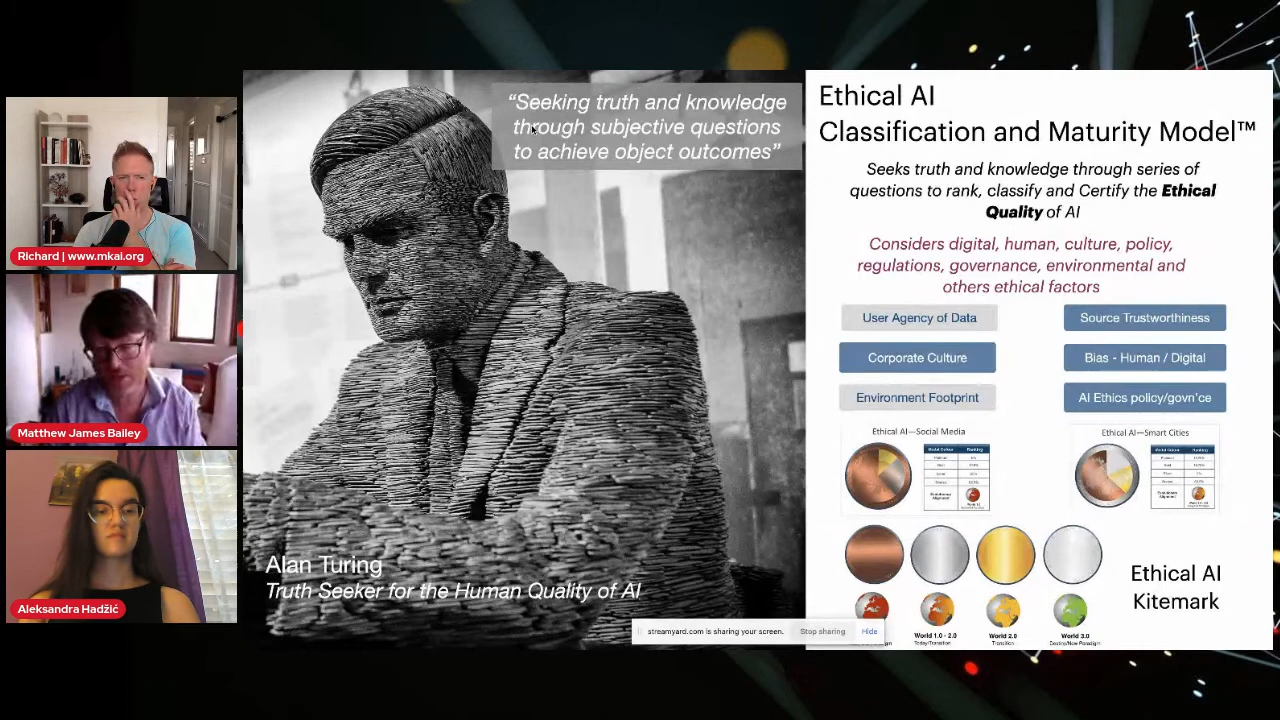 Richard | www.mkai.org
Matthew James Bailey
Aleksandra Hadžić
“Seeking truth and knowledge
through subjective questions
to achieve object outcomes”
Alan Turing
Truth Seeker for the Human Quality of AI
streamyard.com is sharing your screen.
Stop sharing
Hide
Ethical AI
Classification and Maturity Model™
Seeks truth and knowledge through series of
questions to rank, classify and Certify the Ethical
Quality of AI
Considers digital, human, culture, policy,
regulations, governance, environmental and
others ethical factors
User Agency of Data
Source Trustworthiness
Corporate Culture
Bias - Human / Digital
Environment Footprint
AI Ethics policy/govn'ce
Ethical AI—Social Media
Ethical AI—Smart Cities
Ethical AI
Kitemark
World 1.0 - 2.0
Today/Transition
World 2.0
Transition
World 3.0